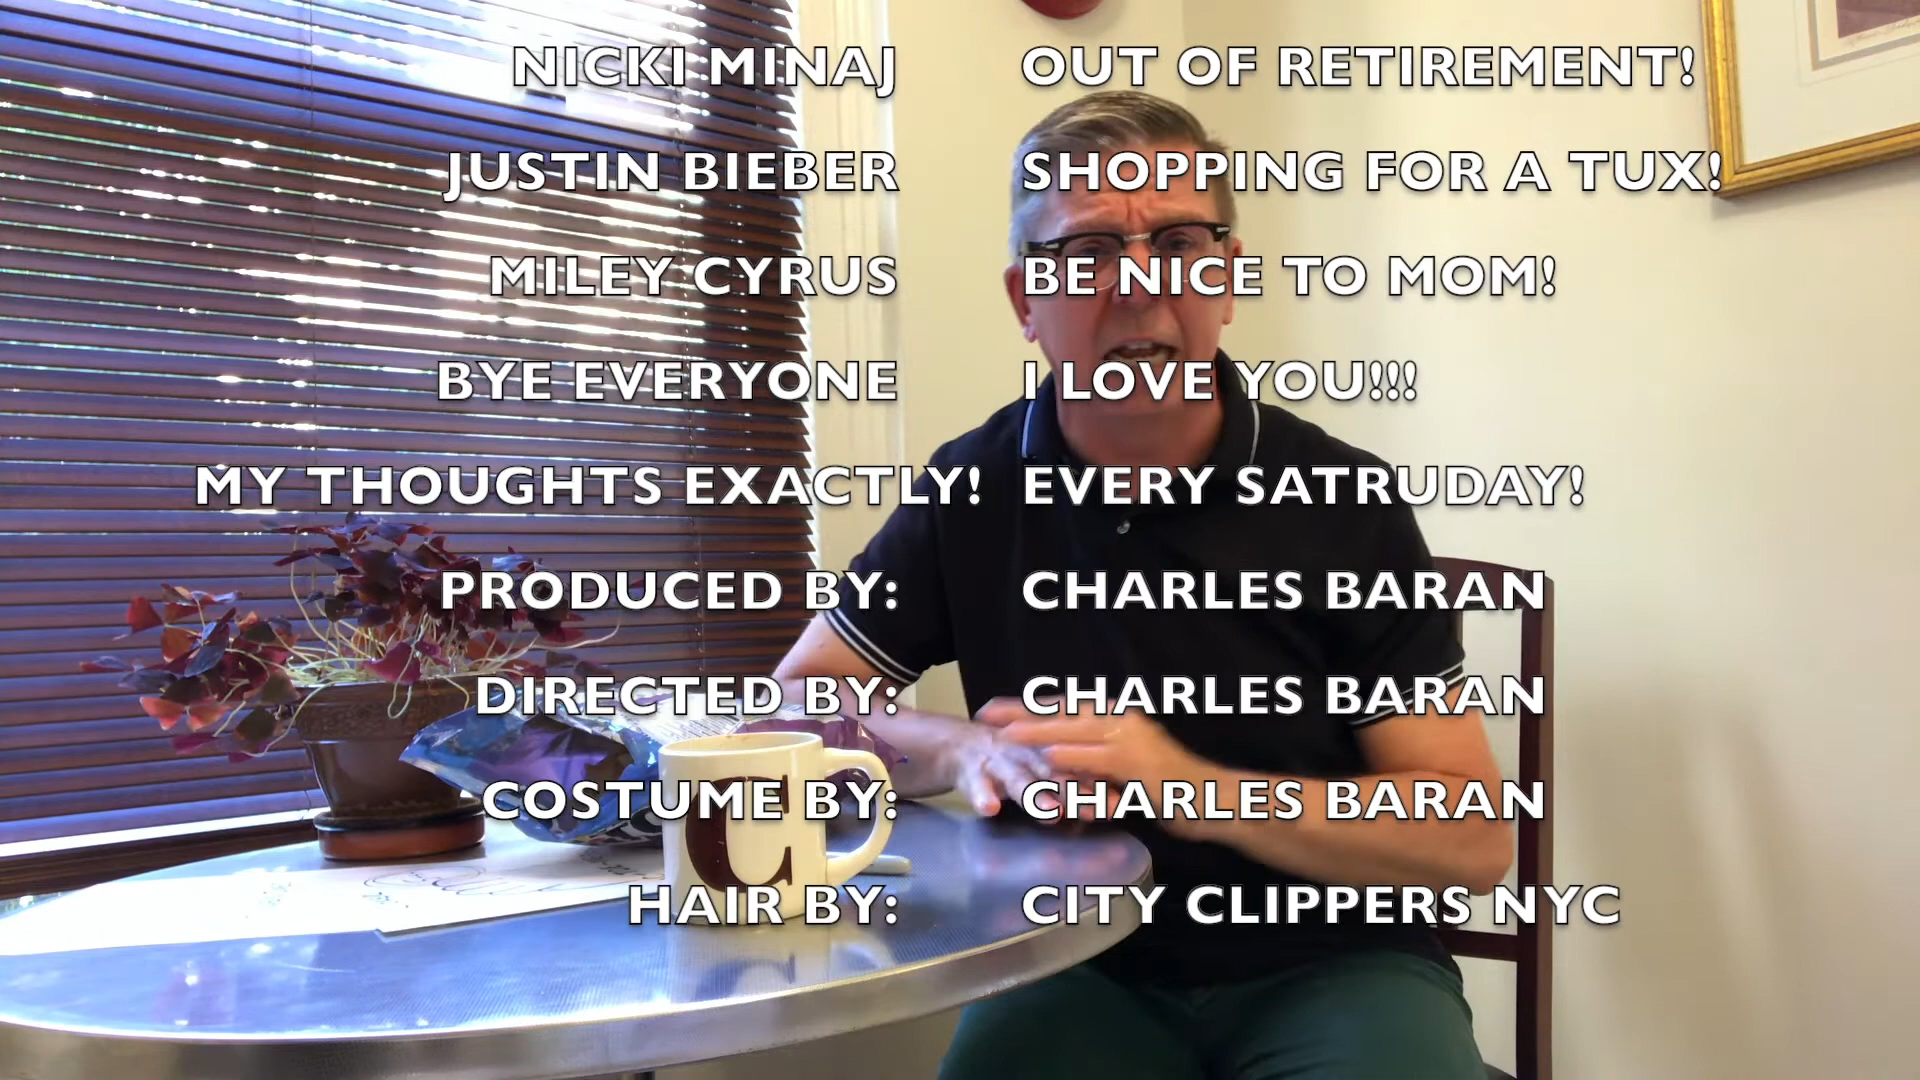 NICKI MINAJ OUT OF RETIREMENT!
JUSTIN BIEBER SHOPPING FOR A TUX!
MILEY CYRUS BE NICE TO MOM!
BYE EVERYONE I LOVE YOU!!!
MY THOUGHTS EXACTLY! EVERY SATRUDAY!
PRODUCED BY: CHARLES BARAN
DIRECTED BY: CHARLES BARAN
COSTUME BY: CHARLES BARAN
HAIR BY: CITY CLIPPERS NYC
C